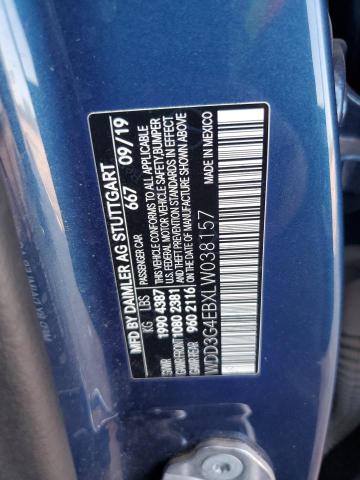 MFD BY DAIMLER AG STUTTGART
667 09/19
KG LBS
PASSENGER CAR
1990 4387
THIS VEHICLE CONFORMS TO ALL APPLICABLE
GVWR
U.S. FEDERAL MOTOR VEHICLE SAFETY, BUMPER
1080 2381
AND THEFT PREVENTION STANDARDS IN EFFECT
GAWR FRONT
ON THE DATE OF MANUFACTURE SHOWN ABOVE
960 2116
GAWR REAR
MADE IN MEXICO
WDD3G4EBXLW038157